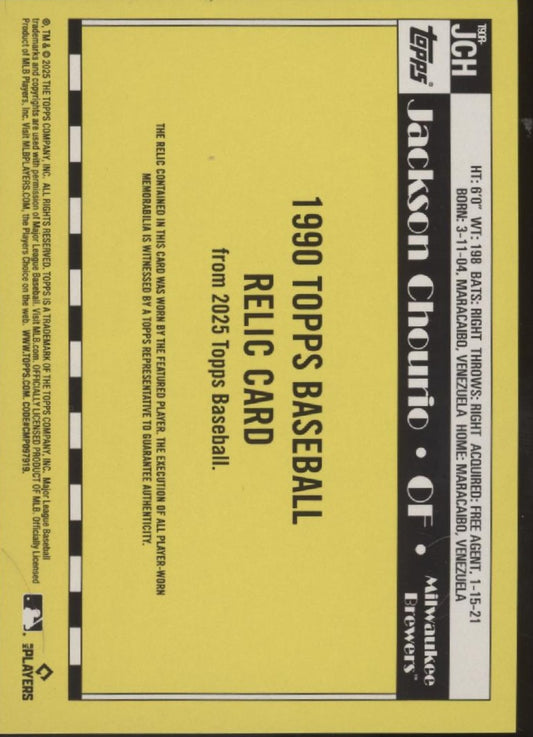 TSOR-
JCH
topps®
HT: 6'0" WT: 198 BATS: RIGHT THROWS: RIGHT ACQUIRED: FREE AGENT, 1-15-21
BORN: 3-11-04, MARACAIBO, VENEZUELA HOME: MARACAIBO, VENEZUELA
Jackson Chourio • OF •
Milwaukee
Brewers™
1990 TOPPS BASEBALL
RELIC CARD
from 2025 Topps Baseball.
THE RELIC CONTAINED IN THIS CARD WAS WORN BY THE FEATURED PLAYER. THE EXECUTION OF ALL PLAYER-WORN
MEMORABILIA IS WITNESSED BY A TOPPS REPRESENTATIVE TO GUARANTEE AUTHENTICITY.
®, TM & © 2025 THE TOPPS COMPANY, INC. ALL RIGHTS RESERVED. TOPPS IS A TRADEMARK OF THE TOPPS COMPANY, INC. Major League Baseball
trademarks and copyrights are used with permission of Major League Baseball. Visit MLB.com. OFFICIALLY LICENSED PRODUCT OF MLB. Officially Licensed
Product of MLB Players, Inc. Visit MLBPLAYERS.COM, the Players Choice on the web. WWW.TOPPS.COM. CODE#CMP097919.
MLB PLAYERS